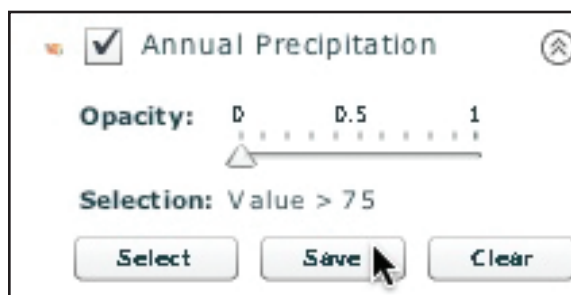 Annual Precipitation
Opacity: 0 0.5 1
Selection: Value > 75
Select Save Clear